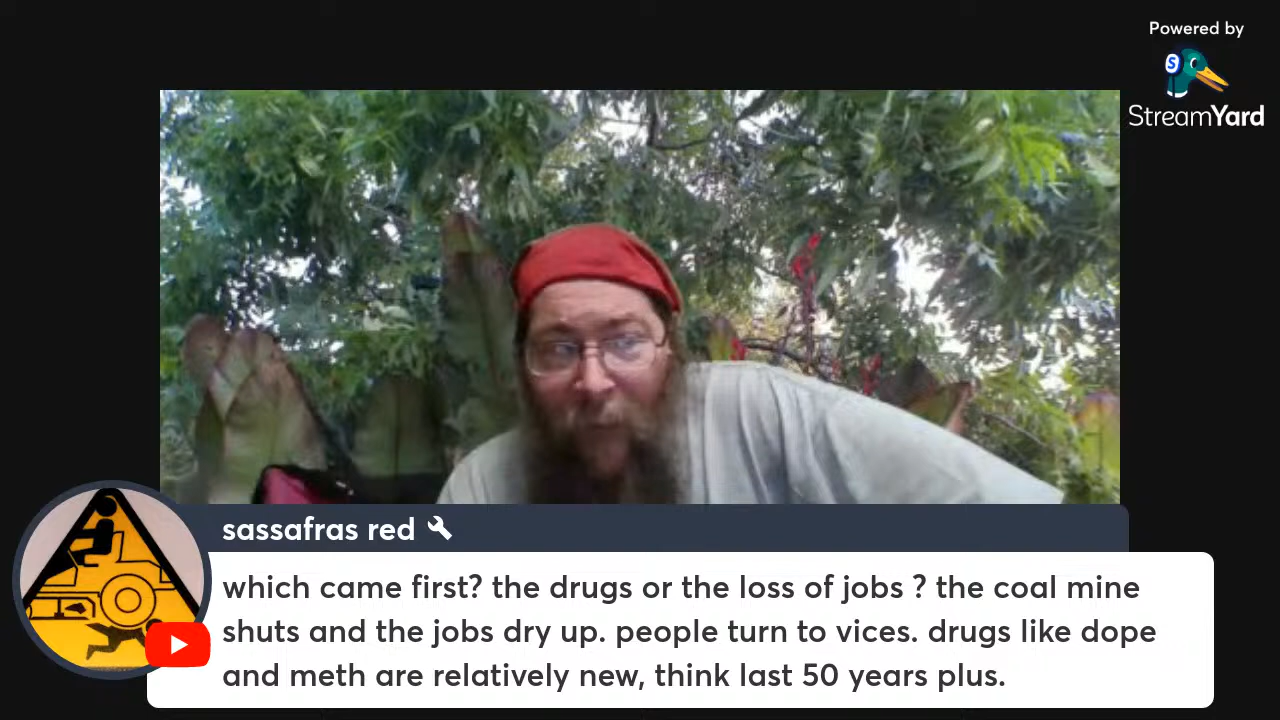 Powered by
StreamYard
sassafras red
which came first? the drugs or the loss of jobs ? the coal mine
shuts and the jobs dry up. people turn to vices. drugs like dope
and meth are relatively new, think last 50 years plus.